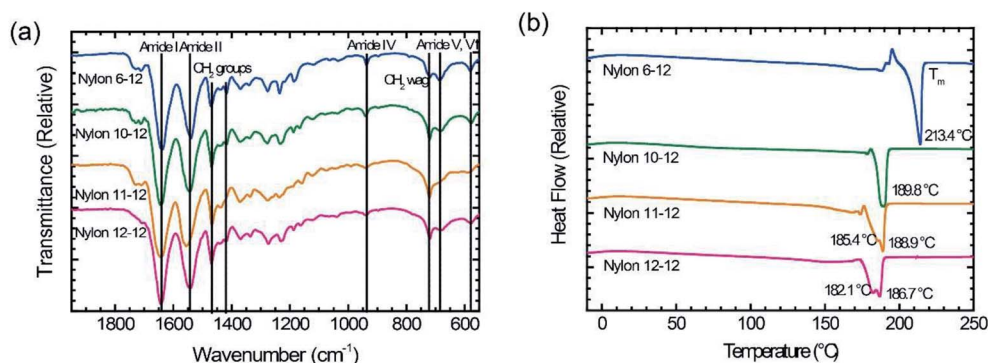 (a)
Amide I Amide II
CH2 groups
Amide IV
Amide V, VI
CH2 wag
Nylon 6-12
Nylon 10-12
Nylon 11-12
Nylon 12-12
Transmittance (Relative)
1800 1600 1400 1200 1000 800 600
Wavenumber (cm-1)
(b)
Nylon 6-12
Tm
213.4 °C
Nylon 10-12
189.8 °C
Nylon 11-12
185.4 °C 188.9 °C
Nylon 12-12
182.1 °C 186.7 °C
Heat Flow (Relative)
0 50 100 150 200 250
Temperature (°C)